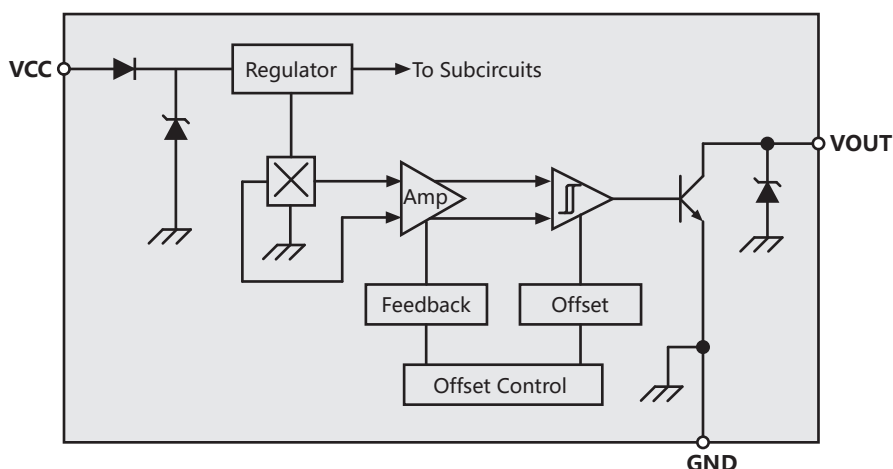 VCC
Regulator
To Subcircuits
VOUT
Amp
Feedback
Offset
Offset Control
GND